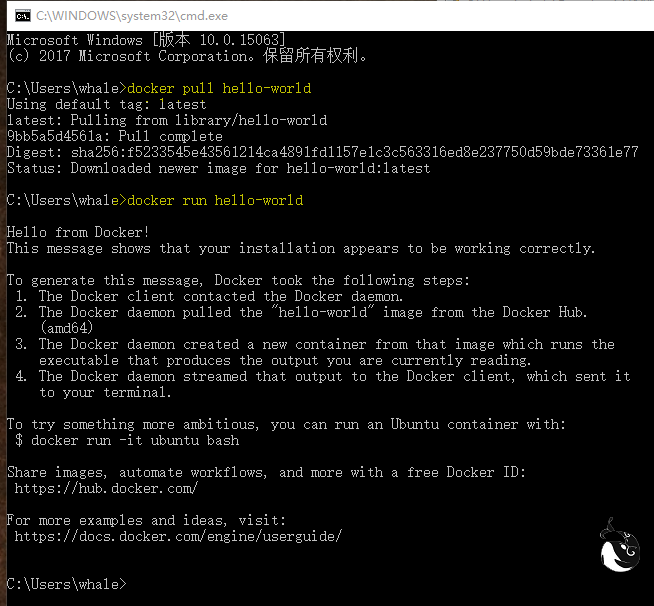 C:\WINDOWS\system32\cmd.exe
Microsoft Windows [版本 10.0.15063]
(c) 2017 Microsoft Corporation。保留所有权利。
C:\Users\whale>docker pull hello-world
Using default tag: latest
latest: Pulling from library/hello-world
9bb5a5d4561a: Pull complete
Digest: sha256:f5233545e43561214ca4891fd1157e1c3c563316ed8e237750d59bde73361e77
Status: Downloaded newer image for hello-world:latest
C:\Users\whale>docker run hello-world
Hello from Docker!
This message shows that your installation appears to be working correctly.
To generate this message, Docker took the following steps:
1. The Docker client contacted the Docker daemon.
2. The Docker daemon pulled the "hello-world" image from the Docker Hub.
(amd64)
3. The Docker daemon created a new container from that image which runs the
executable that produces the output you are currently reading.
4. The Docker daemon streamed that output to the Docker client, which sent it
to your terminal.
To try something more ambitious, you can run an Ubuntu container with:
$ docker run -it ubuntu bash
Share images, automate workflows, and more with a free Docker ID:
https://hub.docker.com/
For more examples and ideas, visit:
https://docs.docker.com/engine/userguide/
C:\Users\whale>